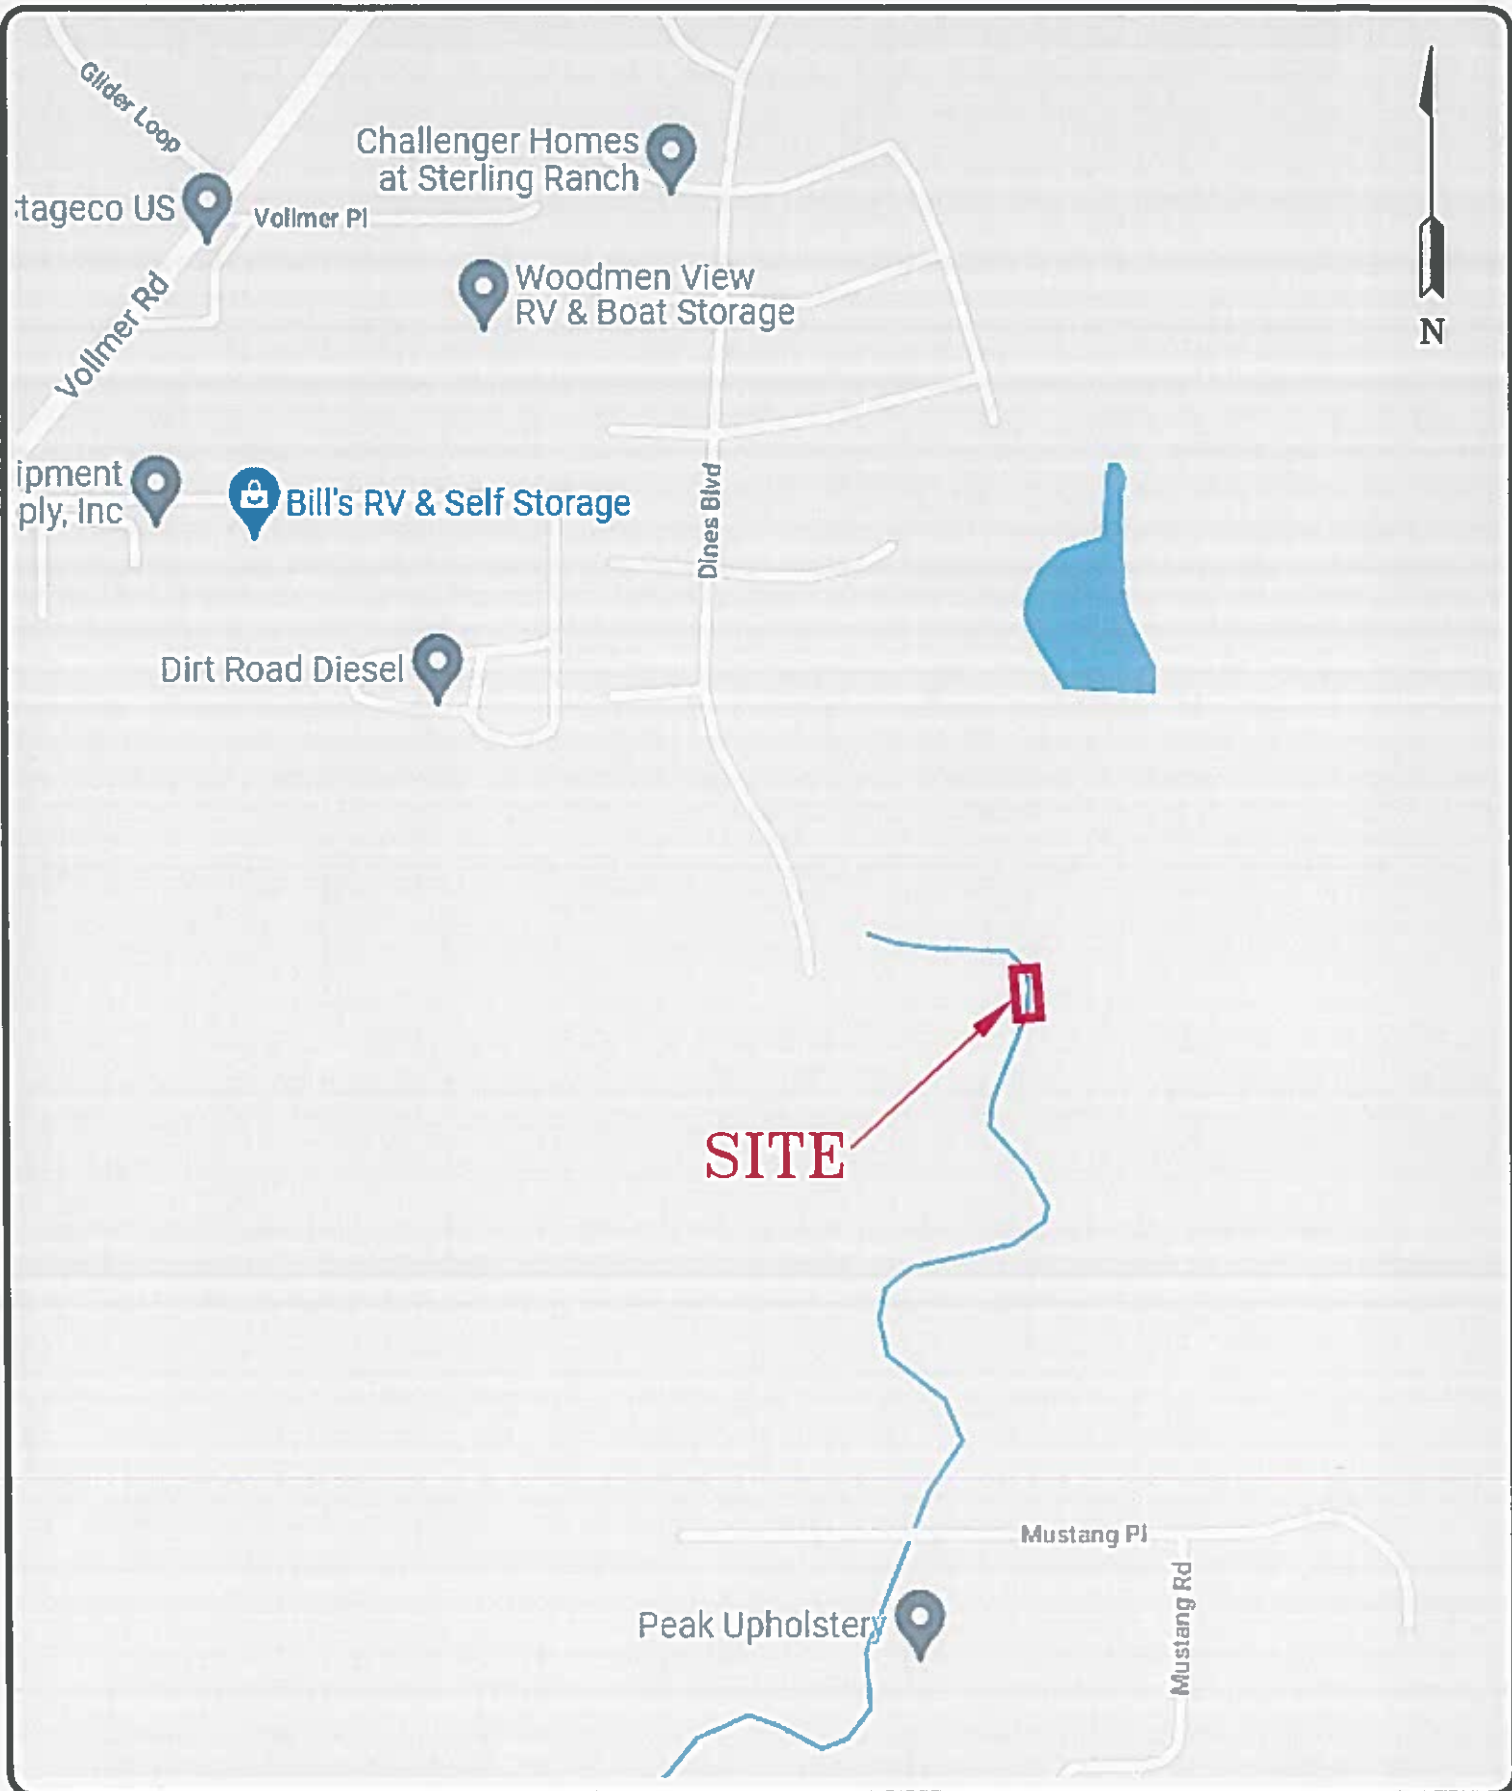 Glider Loop
Challenger Homes
at Sterling Ranch
tageco US
Vollmer Pl
Woodmen View
RV & Boat Storage
Vollmer Rd
N
ipment
ply, Inc
Bill's RV & Self Storage
Dines Blvd
Dirt Road Diesel
SITE
Mustang Pl
Mustang Rd
Peak Upholstery